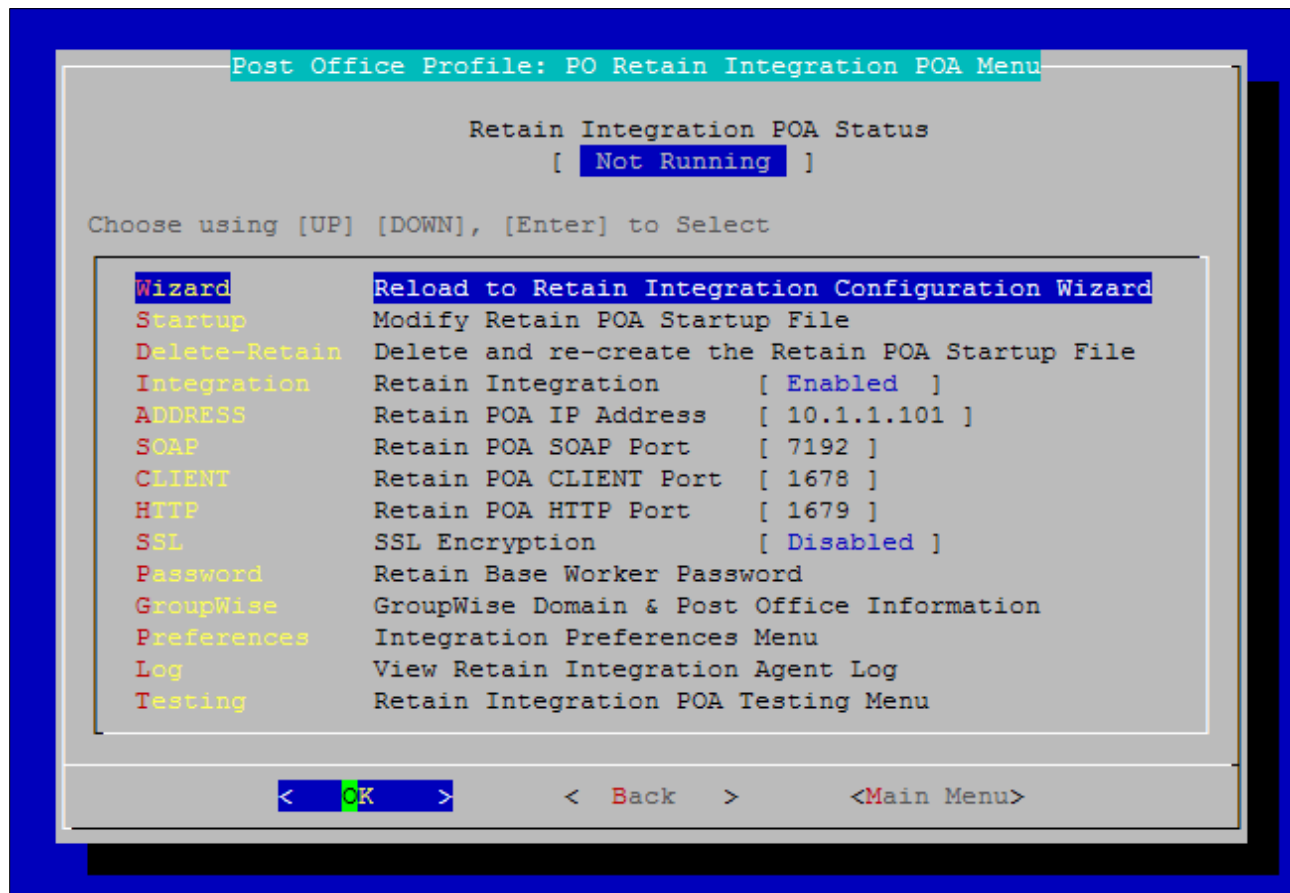 Post Office Profile: PO Retain Integration POA Menu
Retain Integration POA Status
[ Not Running ]
Choose using [UP] [DOWN], [Enter] to Select
Wizard Reload to Retain Integration Configuration Wizard
Startup Modify Retain POA Startup File
Delete-Retain Delete and re-create the Retain POA Startup File
Integration Retain Integration [ Enabled ]
ADDRESS Retain POA IP Address [ 10.1.1.101 ]
SOAP Retain POA SOAP Port [ 7192 ]
CLIENT Retain POA CLIENT Port [ 1678 ]
HTTP Retain POA HTTP Port [ 1679 ]
SSL SSL Encryption [ Disabled ]
Password Retain Base Worker Password
GroupWise GroupWise Domain & Post Office Information
Preferences Integration Preferences Menu
Log View Retain Integration Agent Log
Testing Retain Integration POA Testing Menu
< OK > < Back > <Main Menu>